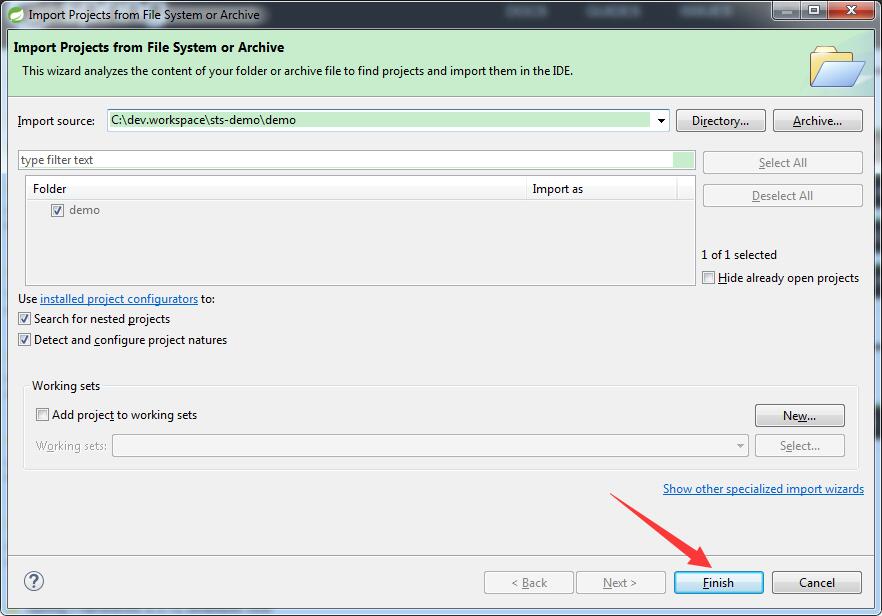 Import Projects from File System or Archive
Import Projects from File System or Archive
This wizard analyzes the content of your folder or archive file to find projects and import them in the IDE.
Import source: C:\dev.workspace\sts-demo\demo Directory... Archive...
type filter text Select All
Folder Import as Deselect All
demo
1 of 1 selected
Hide already open projects
Use installed project configurators to:
Search for nested projects
Detect and configure project natures
Working sets
Add project to working sets New...
Working sets: Select...
Show other specialized import wizards
? < Back Next > Finish Cancel